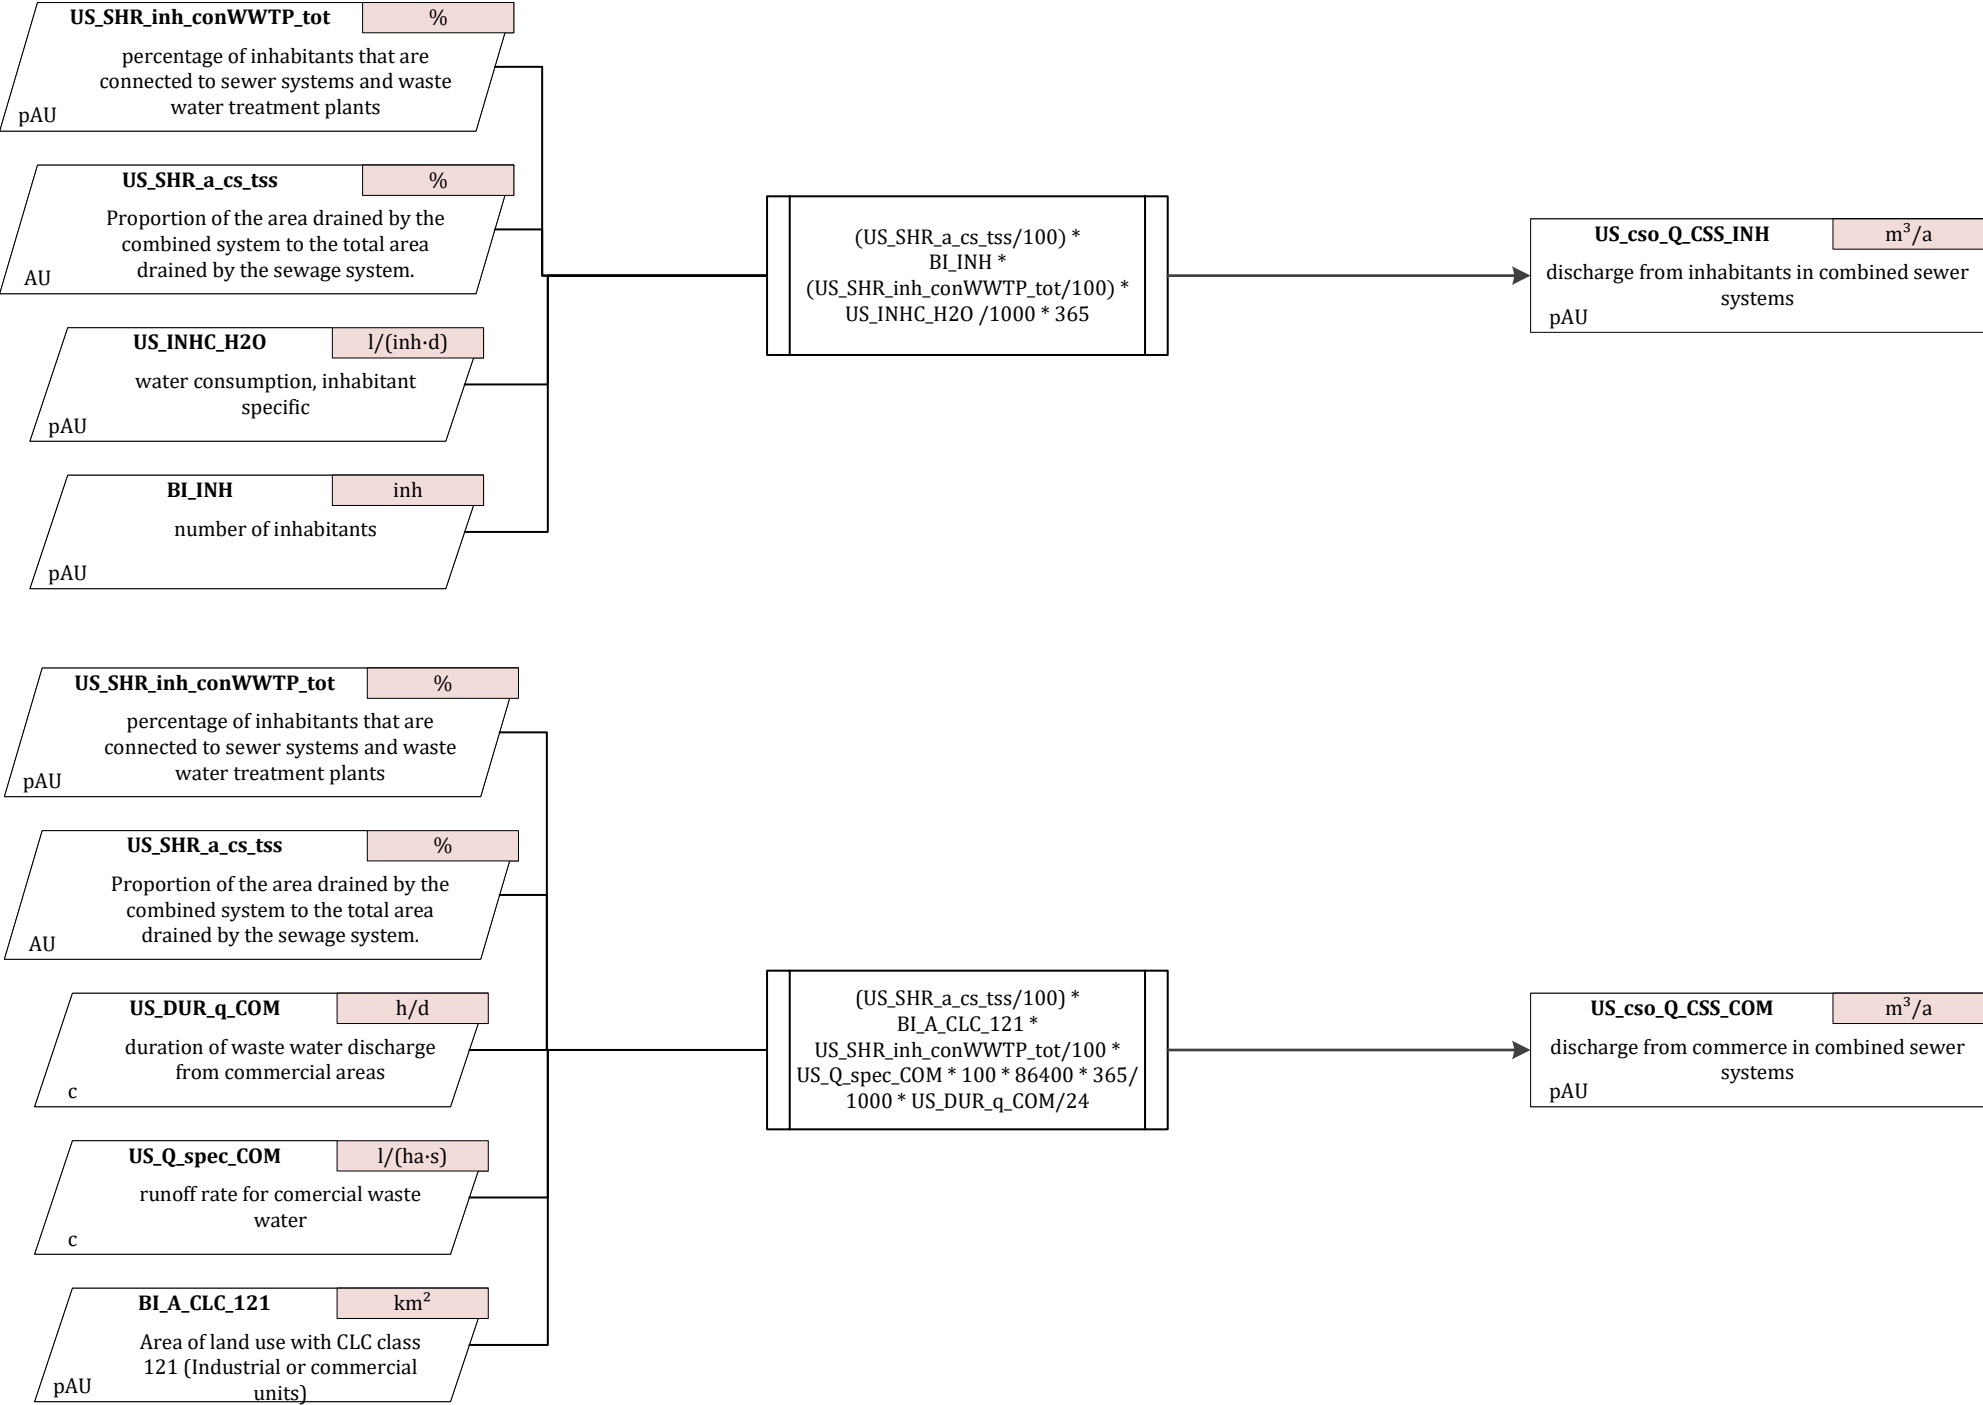 US_SHR_inh_conWWTP_tot %
percentage of inhabitants that are
connected to sewer systems and waste
water treatment plants
pAU
US_SHR_a_cs_tss %
Proportion of the area drained by the
combined system to the total area
drained by the sewage system.
AU
US_INHC_H2O l/(inh·d)
water consumption, inhabitant
specific
pAU
BI_INH inh
number of inhabitants
pAU
(US_SHR_a_cs_tss/100) *
BI_INH *
(US_SHR_inh_conWWTP_tot/100) *
US_INHC_H2O /1000 * 365
US_cso_Q_CSS_INH m³/a
discharge from inhabitants in combined sewer
systems
pAU
US_SHR_inh_conWWTP_tot %
percentage of inhabitants that are
connected to sewer systems and waste
water treatment plants
pAU
US_SHR_a_cs_tss %
Proportion of the area drained by the
combined system to the total area
drained by the sewage system.
AU
US_DUR_q_COM h/d
duration of waste water discharge
from commercial areas
c
US_Q_spec_COM l/(ha·s)
runoff rate for comercial waste
water
c
BI_A_CLC_121 km²
Area of land use with CLC class
121 (Industrial or commercial
units)
pAU
(US_SHR_a_cs_tss/100) *
BI_A_CLC_121 *
US_SHR_inh_conWWTP_tot/100 *
US_Q_spec_COM * 100 * 86400 * 365/
1000 * US_DUR_q_COM/24
US_cso_Q_CSS_COM m³/a
discharge from commerce in combined sewer
systems
pAU